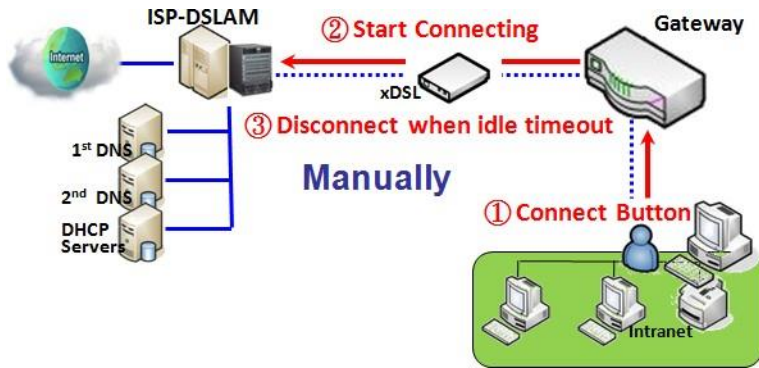 ISP-DSLAM
② Start Connecting
Gateway
Internet
xDSL
③ Disconnect when idle timeout
1st DNS
2nd DNS
DHCP
Servers
Manually
① Connect Button
Intranet